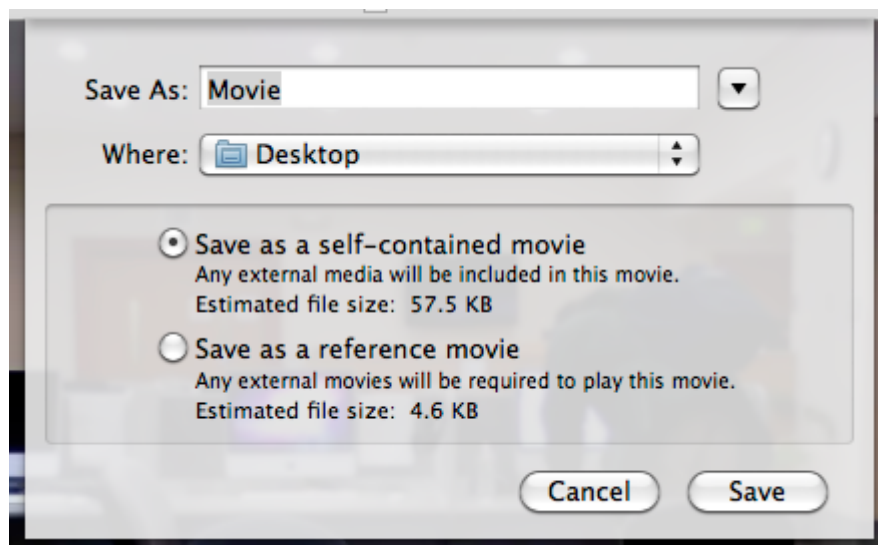 Save As: Movie
Where: Desktop
Save as a self-contained movie
Any external media will be included in this movie.
Estimated file size: 57.5 KB
Save as a reference movie
Any external movies will be required to play this movie.
Estimated file size: 4.6 KB
Cancel Save